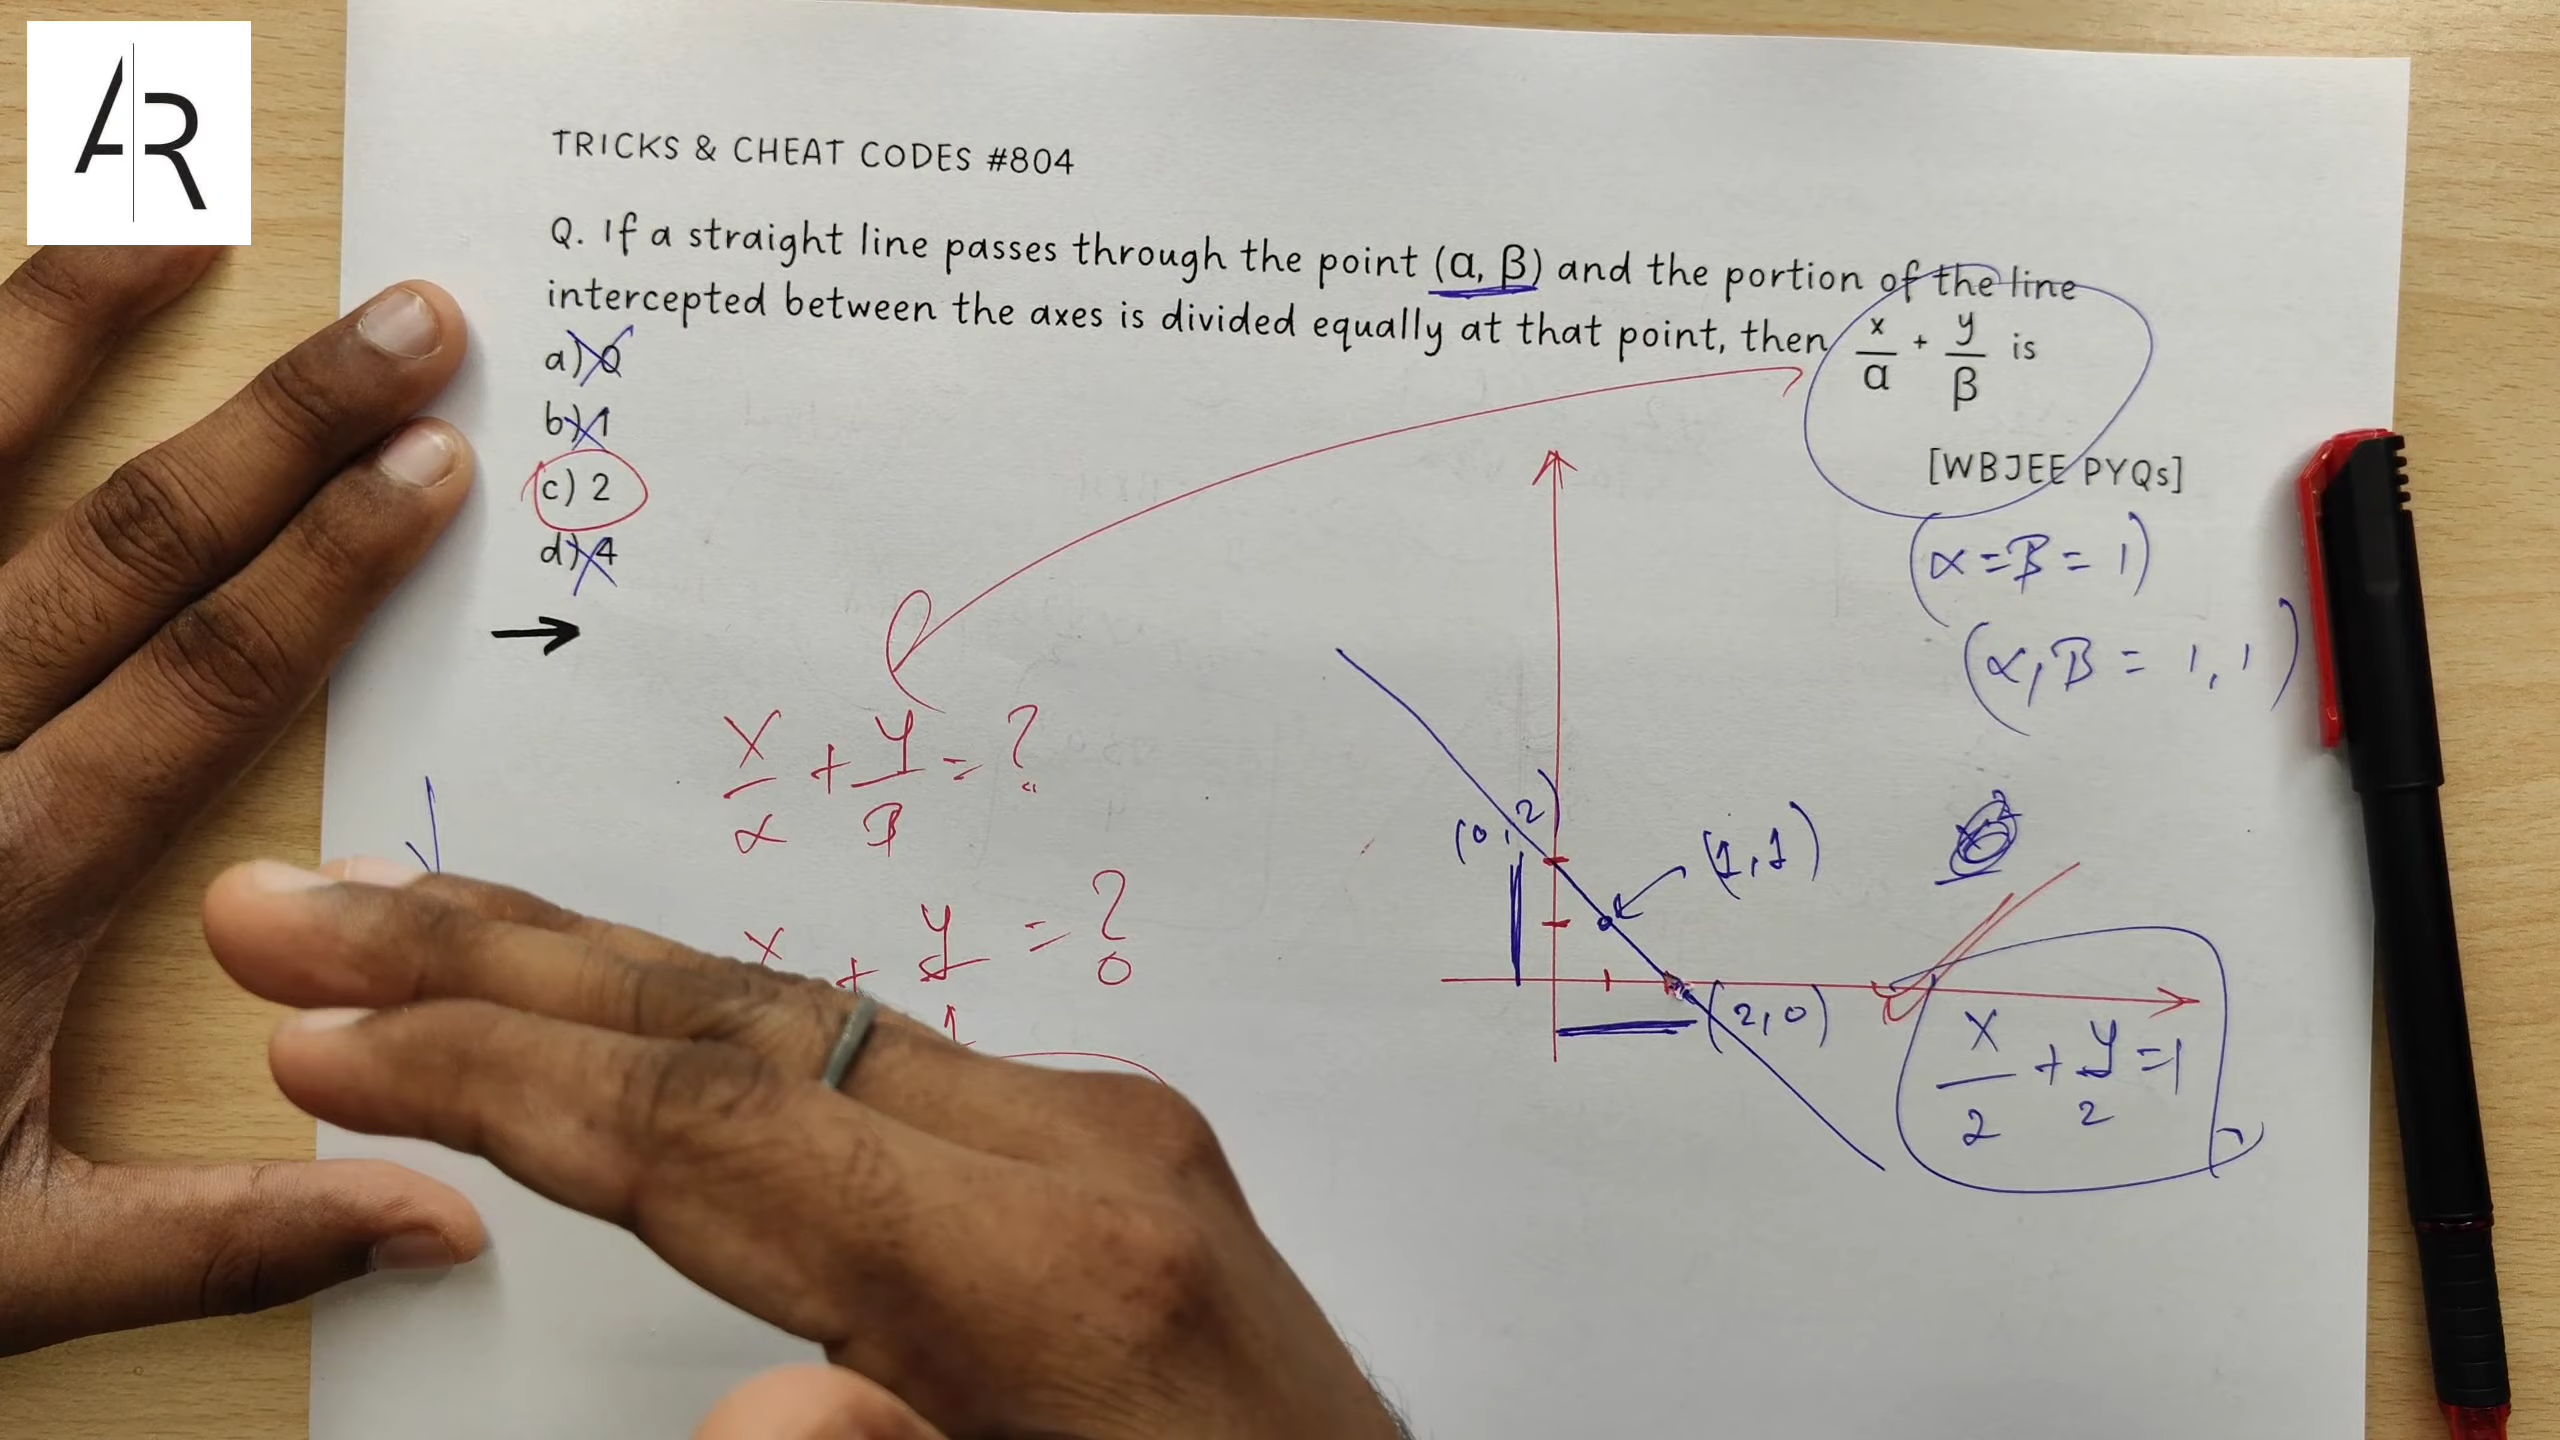 AR
TRICKS & CHEAT CODES #804
Q. If a straight line passes through the point (α, β) and the portion of the line
intercepted between the axes is divided equally at that point, then x/α + y/β is
a) 0
b) 1
c) 2
d) 4
[WBJEE PYQs]
(α = β = 1)
(α, β = 1, 1)
→
x/α + y/β = ?
(0, 2)
(1, 1)
x + y/1 = ?
(2, 0)
x/2 + y/2 = 1